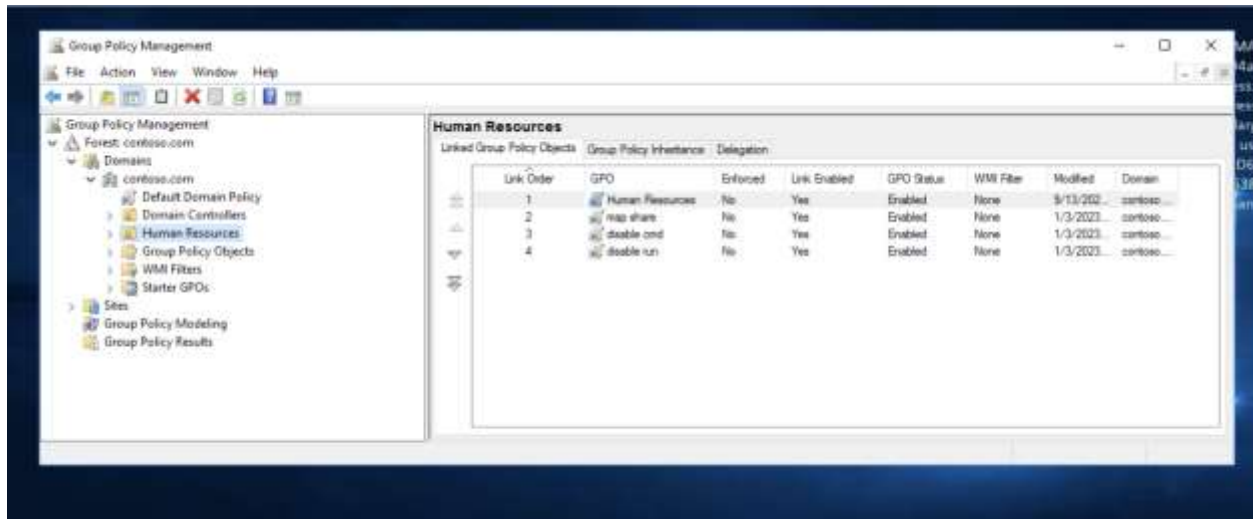 Group Policy Management
File Action View Window Help
Group Policy Management
Forest: contoso.com
Domains
contoso.com
Default Domain Policy
Domain Controllers
Human Resources
Group Policy Objects
WMI Filters
Starter GPOs
Sites
Group Policy Modeling
Group Policy Results
Human Resources
Linked Group Policy Objects Group Policy Inheritance Delegation
Link Order GPO Enforced Link Enabled GPO Status WMI Filter Modified Domain
1 Human Resources No Yes Enabled None 9/13/202... contoso....
2 map share No Yes Enabled None 1/3/2023... contoso....
3 disable cmd No Yes Enabled None 1/3/2023... contoso....
4 disable run No Yes Enabled None 1/3/2023... contoso....